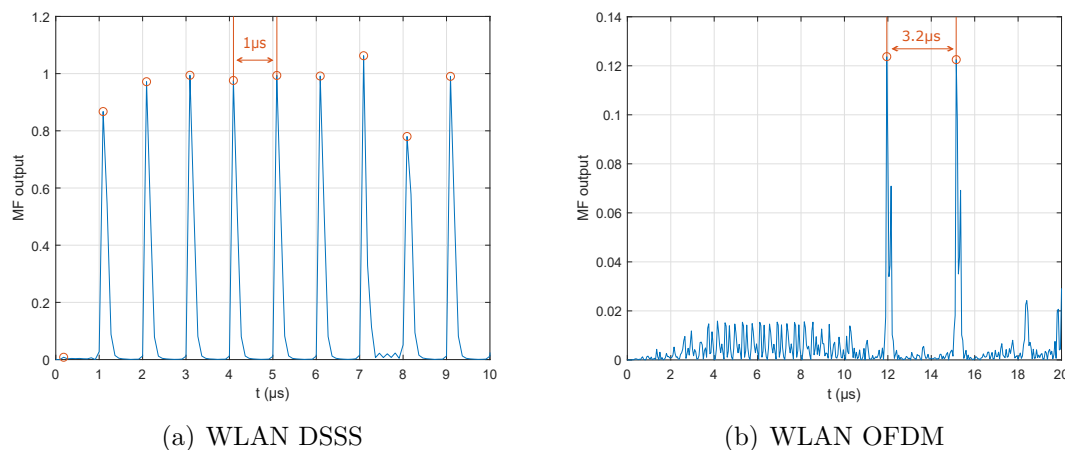 1.2
1
0.8
0.6
0.4
0.2
0
MF output
1μs
0 1 2 3 4 5 6 7 8 9 10
t (μs)
(a) WLAN DSSS
0.14
0.12
0.1
0.08
0.06
0.04
0.02
0
MF output
3.2μs
0 2 4 6 8 10 12 14 16 18 20
t (μs)
(b) WLAN OFDM